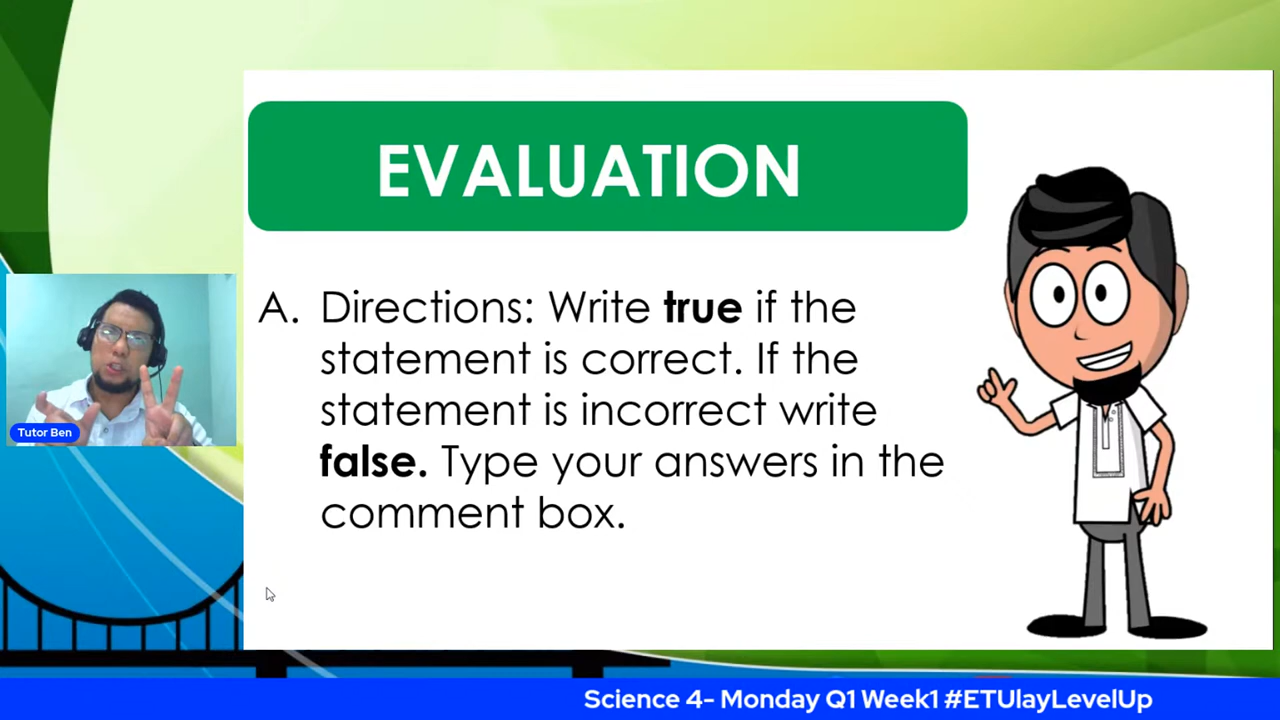 EVALUATION
A. Directions: Write true if the
statement is correct. If the
statement is incorrect write
false. Type your answers in the
comment box.
Tutor Ben
Science 4- Monday Q1 Week1 #ETUlayLevelUp